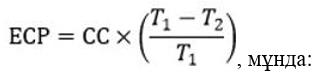 ECP = CC × ((T₁ − T₂) / T₁) , мұнда: